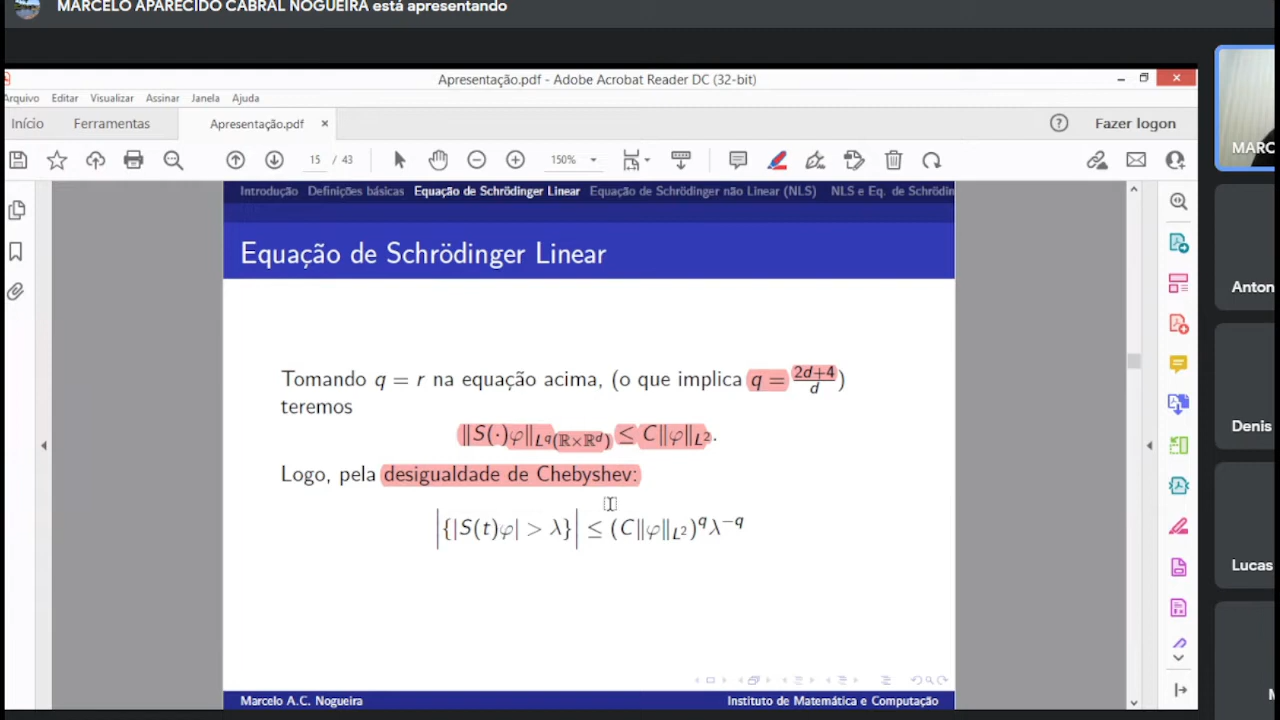 MARCELO APARECIDO CABRAL NOGUEIRA está apresentando
Apresentação.pdf - Adobe Acrobat Reader DC (32-bit)
Arquivo Editar Visualizar Assinar Janela Ajuda
Início Ferramentas Apresentação.pdf × Fazer logon
15 / 43 150%
MARC
Introdução Definições básicas Equação de Schrödinger Linear Equação de Schrödinger não Linear (NLS) NLS e Eq. de Schrödin
Equação de Schrödinger Linear
Anton
Tomando q = r na equação acima, (o que implica q = \frac{2d+4}{d})
teremos
‖S(·)φ‖_{L^q(ℝ×ℝ^d)} ≤ C‖φ‖_{L^2}.
Denis
Logo, pela desigualdade de Chebyshev:
|{|S(t)φ| > λ}| ≤ (C‖φ‖_{L^2})^q λ^{-q}
Lucas
Marcelo A.C. Nogueira Instituto de Matemática e Computação